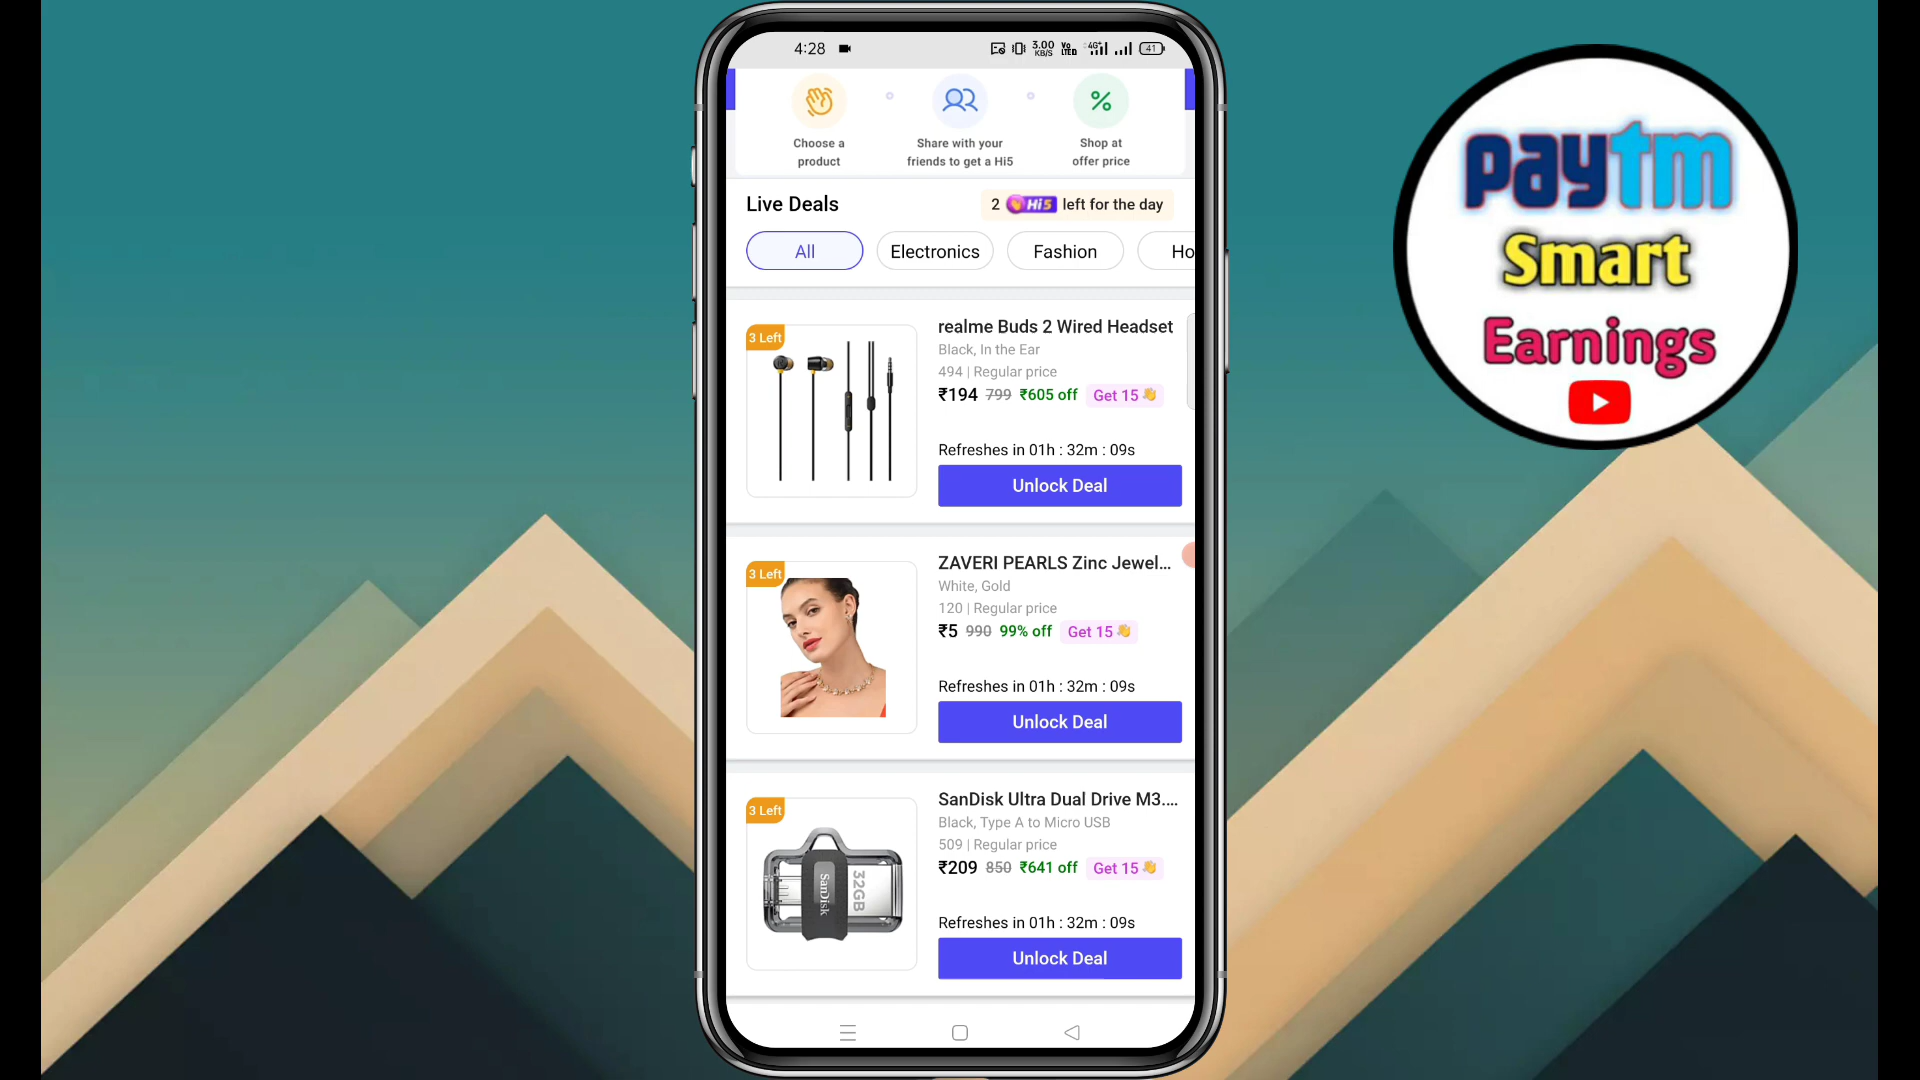 4:28
3.00 KB/S
Vo LTE
4G+
41
Choose a
product
Share with your
friends to get a Hi5
Shop at
offer price
Live Deals
2 Hi5 left for the day
All
Electronics
Fashion
Ho
3 Left
realme Buds 2 Wired Headset
Black, In the Ear
494 | Regular price
₹194 799 ₹605 off Get 15 👏
Refreshes in 01h : 32m : 09s
Unlock Deal
3 Left
ZAVERI PEARLS Zinc Jewel...
White, Gold
120 | Regular price
₹5 990 99% off Get 15 👏
Refreshes in 01h : 32m : 09s
Unlock Deal
3 Left
SanDisk Ultra Dual Drive M3....
Black, Type A to Micro USB
509 | Regular price
₹209 850 ₹641 off Get 15 👏
SanDisk
32GB
Refreshes in 01h : 32m : 09s
Unlock Deal
paytm
Smart
Earnings